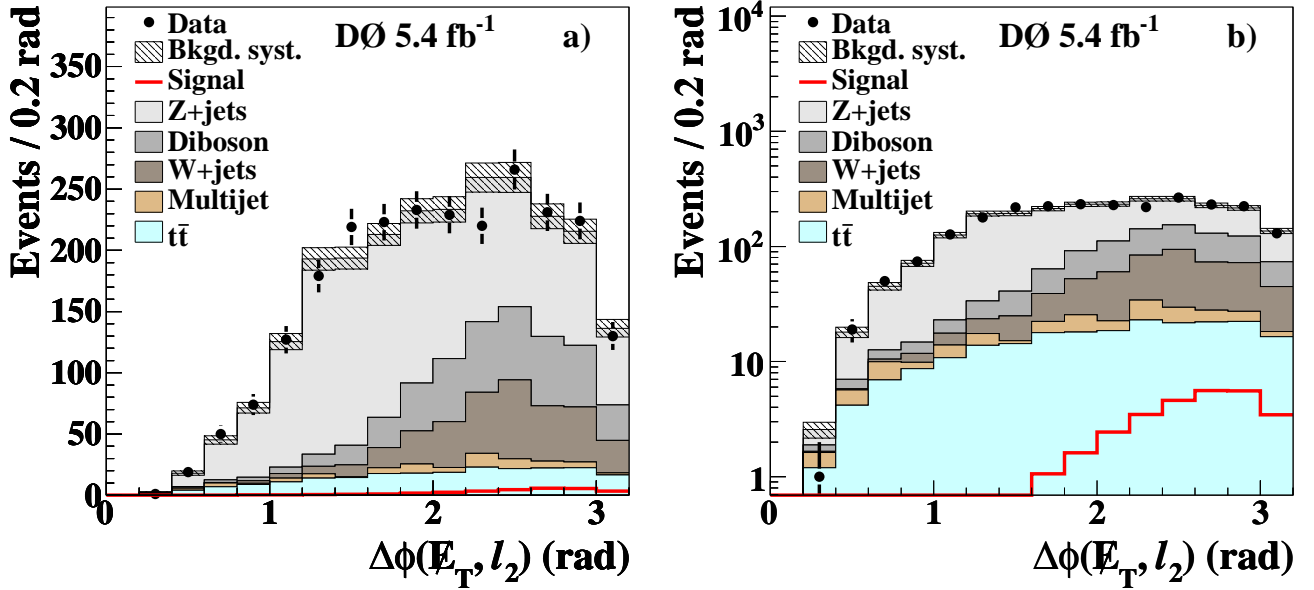 Events / 0.2 rad
350
300
250
200
150
100
50
0
Data
Bkgd. syst.
Signal
Z+jets
Diboson
W+jets
Multijet
tt̄
DØ 5.4 fb⁻¹ a)
0 1 2 3
Δϕ(E̸_T, l₂) (rad)
Events / 0.2 rad
10⁴
10³
10²
10
1
Data
Bkgd. syst.
Signal
Z+jets
Diboson
W+jets
Multijet
tt̄
DØ 5.4 fb⁻¹ b)
0 1 2 3
Δϕ(E̸_T, l₂) (rad)